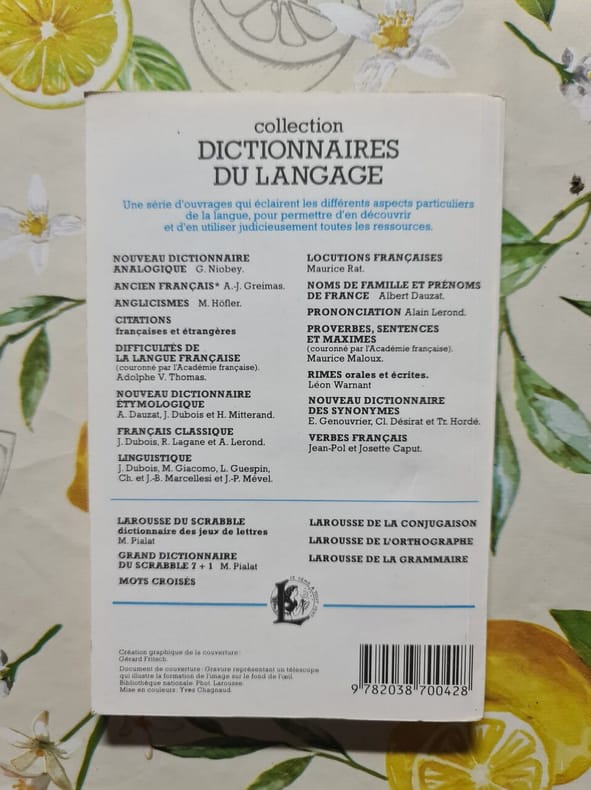 collection
DICTIONNAIRES
DU LANGAGE
Une série d'ouvrages qui éclairent les différents aspects particuliers
de la langue, pour permettre d'en découvrir
et d'en utiliser judicieusement toutes les ressources.
NOUVEAU DICTIONNAIRE
ANALOGIQUE G. Niobey.
ANCIEN FRANÇAIS* A.-J. Greimas.
ANGLICISMES M. Höfler.
CITATIONS
françaises et étrangères
DIFFICULTÉS DE
LA LANGUE FRANÇAISE
(couronné par l'Académie française).
Adolphe V. Thomas.
NOUVEAU DICTIONNAIRE
ÉTYMOLOGIQUE
A. Dauzat, J. Dubois et H. Mitterand.
FRANÇAIS CLASSIQUE
J. Dubois, R. Lagane et A. Lerond.
LINGUISTIQUE
J. Dubois, M. Giacomo, L. Guespin,
Ch. et J.-B. Marcellesi et J.-P. Mével.
LOCUTIONS FRANÇAISES
Maurice Rat.
NOMS DE FAMILLE ET PRÉNOMS
DE FRANCE Albert Dauzat.
PRONONCIATION Alain Lerond.
PROVERBES, SENTENCES
ET MAXIMES
(couronné par l'Académie française).
Maurice Maloux.
RIMES orales et écrites.
Léon Warnant
NOUVEAU DICTIONNAIRE
DES SYNONYMES
E. Genouvrier, Cl. Désirat et Tr. Hordé.
VERBES FRANÇAIS
Jean-Pol et Josette Caput.
LAROUSSE DU SCRABBLE
dictionnaire des jeux de lettres
M. Pialat
GRAND DICTIONNAIRE
DU SCRABBLE 7 + 1 M. Pialat
MOTS CROISÉS
LAROUSSE DE LA CONJUGAISON
LAROUSSE DE L'ORTHOGRAPHE
LAROUSSE DE LA GRAMMAIRE
L
Création graphique de la couverture :
Gérard Fritsch.
Document de couverture : Gravure représentant un télescope
qui illustre la formation de l'image sur le fond de l'œil.
Bibliothèque nationale. Phot. Larousse.
Mise en couleurs : Yves Chagnaud.
9 782038 700428